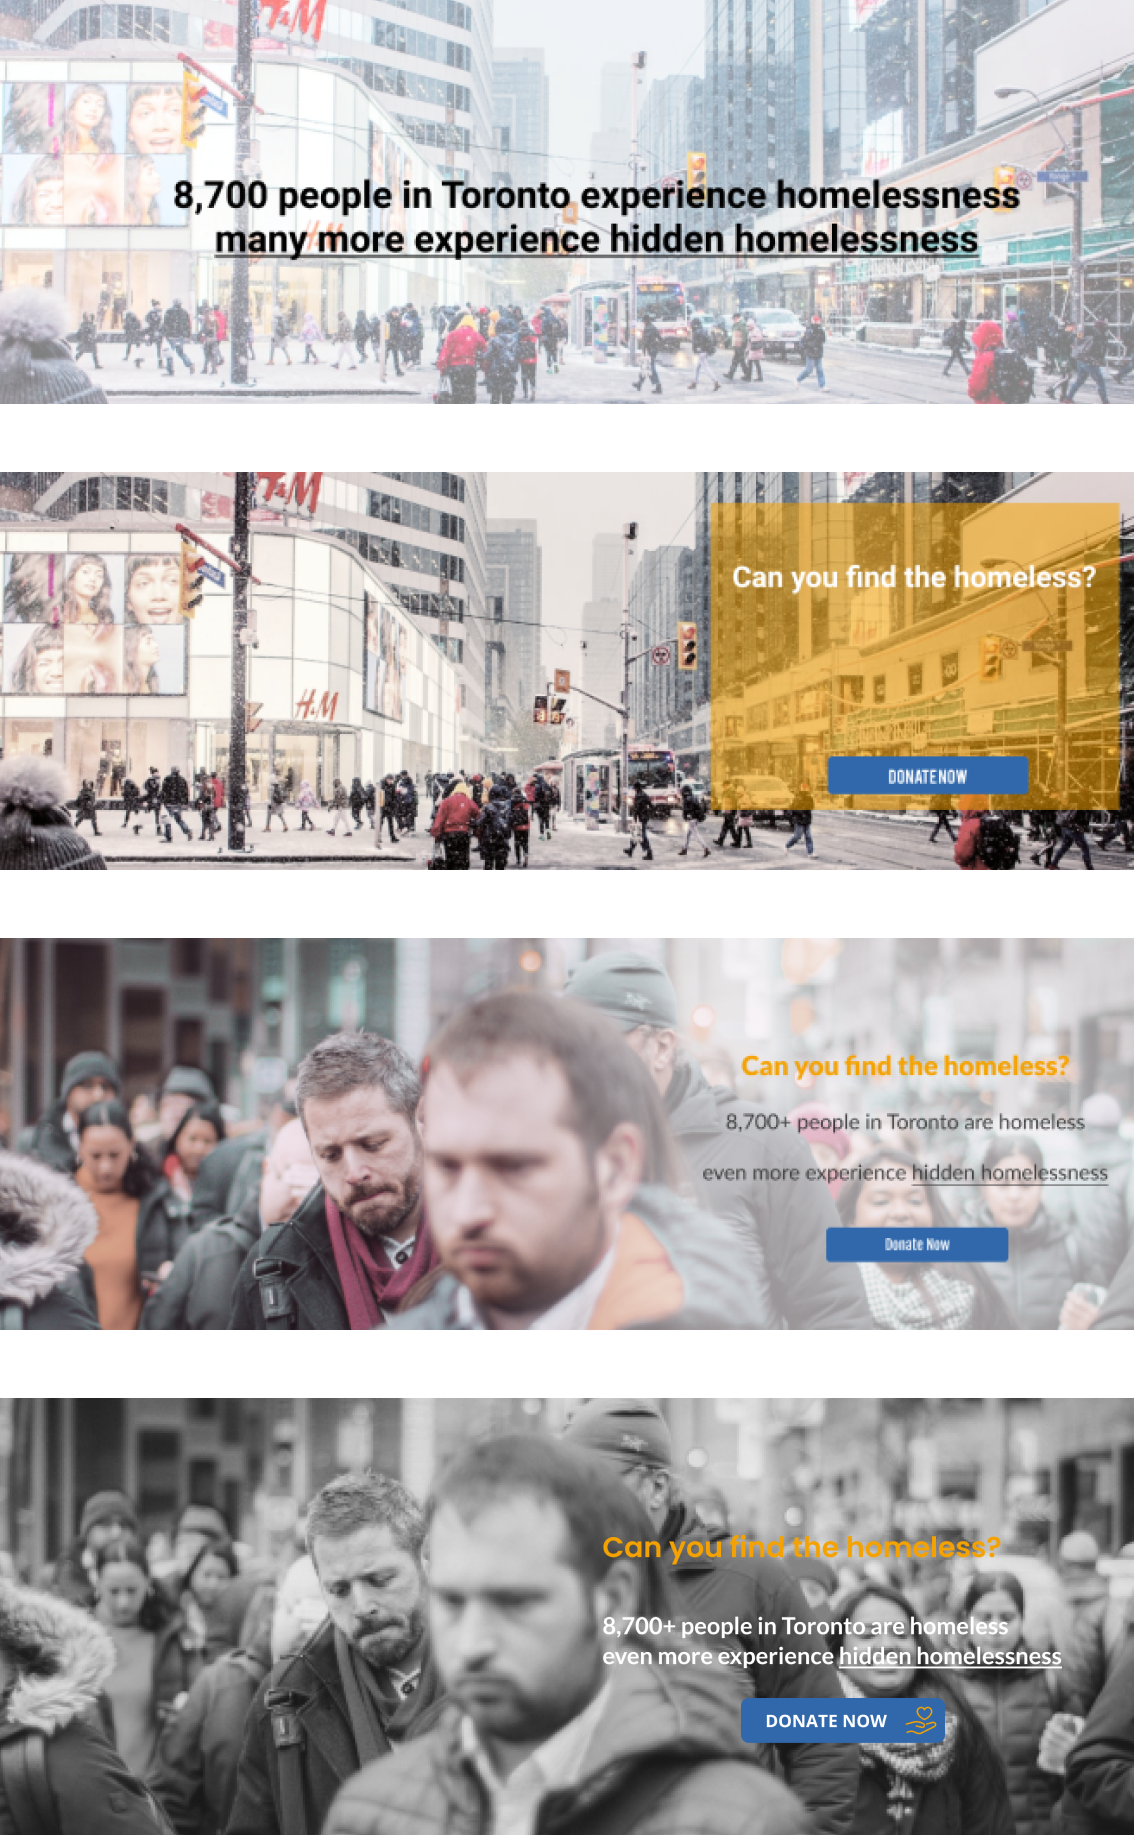 H&M
8,700 people in Toronto experience homelessness
many more experience hidden homelessness
H&M
H&M
Can you find the homeless?
H&M
DONATE NOW
Can you find the homeless?
8,700+ people in Toronto are homeless
even more experience hidden homelessness
Donate Now
Can you find the homeless?
8,700+ people in Toronto are homeless
even more experience hidden homelessness
DONATE NOW